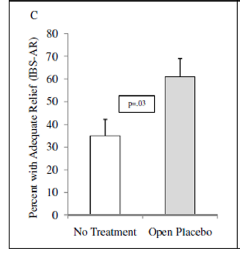 C
Percent with Adequate Relief (IBS-AR)
80
70
60
50
40
30
20
10
0
p=.03
No Treatment
Open Placebo